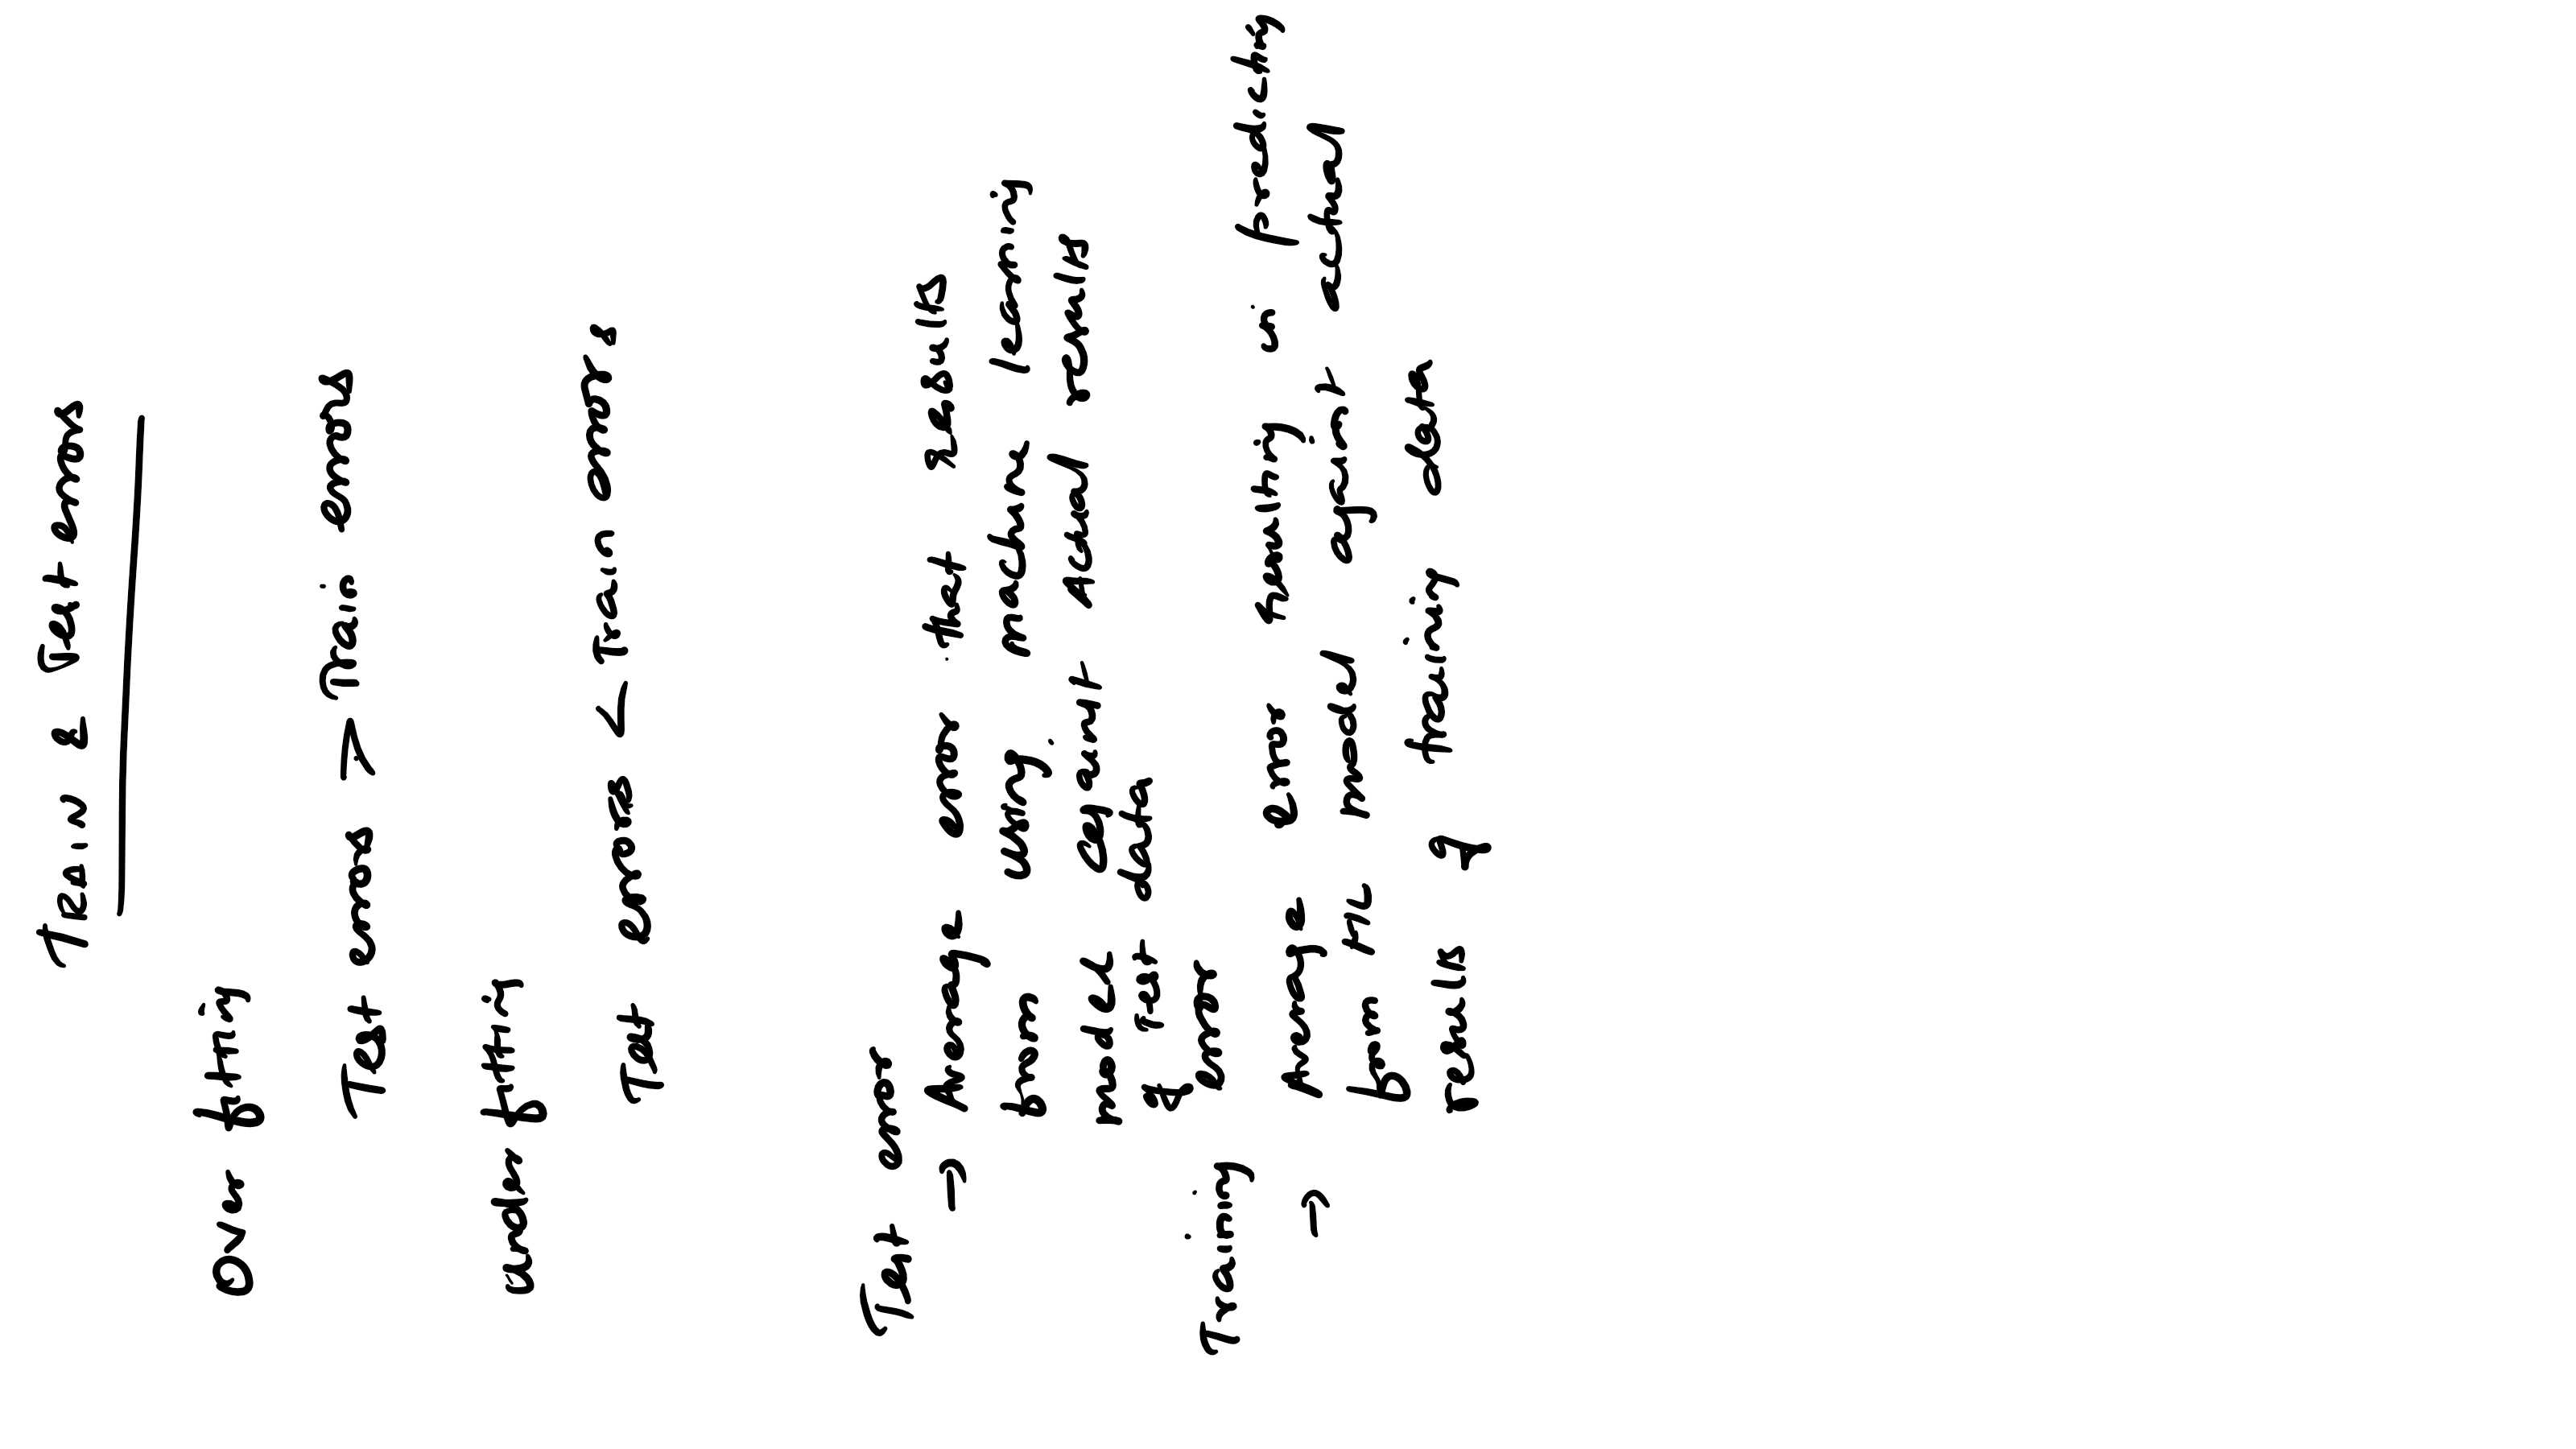 TRAIN & Test errors
Over fitting
Test errors > Train errors
Under fitting
Test errors < Train errors
Test error
⇒ Average error that results
from using machine learning
model against Actual results
of Test data
Training error
⇒ Average error resulting in predicting
from ML model against actual
results of training data